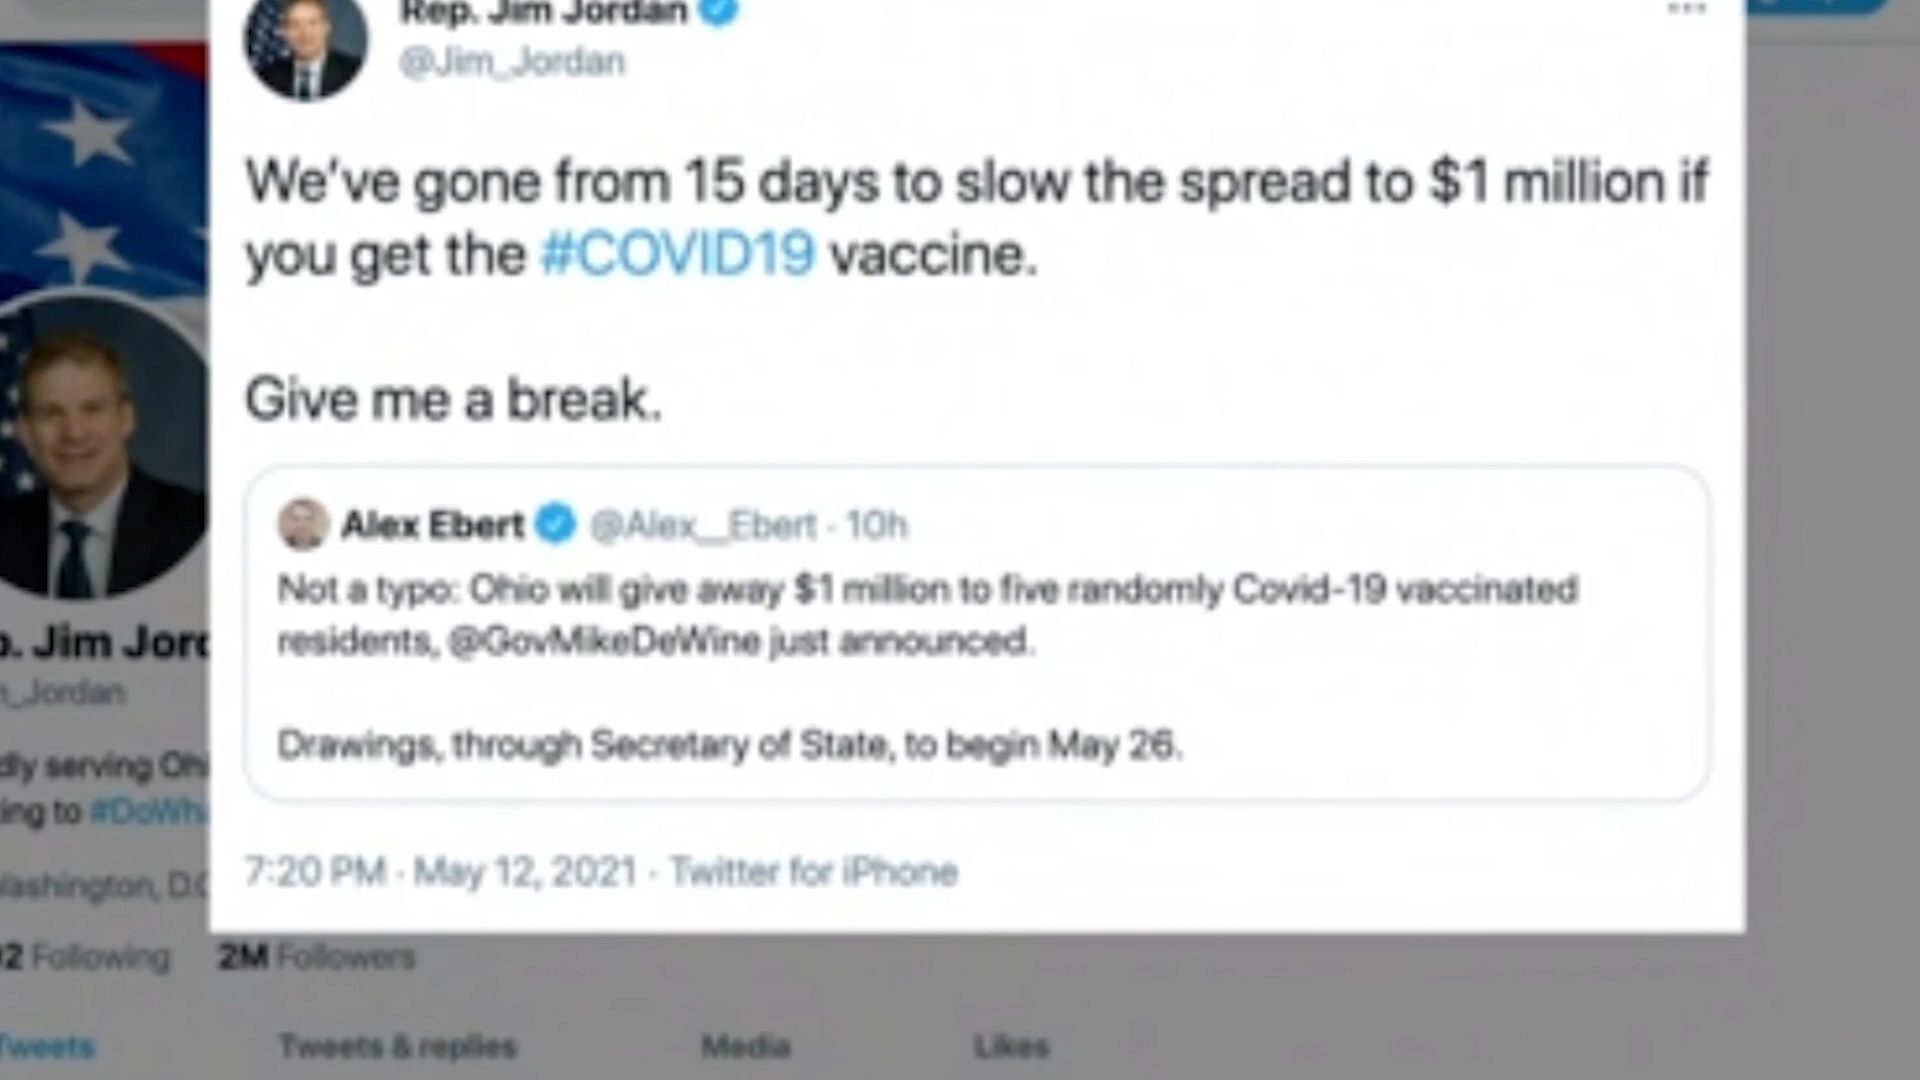 Rep. Jim Jordan
@Jim_Jordan
We've gone from 15 days to slow the spread to $1 million if
you get the #COVID19 vaccine.
Give me a break.
Alex Ebert @Alex__Ebert · 10h
Not a typo: Ohio will give away $1 million to five randomly Covid-19 vaccinated
residents, @GovMikeDeWine just announced.
Drawings, through Secretary of State, to begin May 26.
7:20 PM · May 12, 2021 · Twitter for iPhone
p. Jim Jord
_Jordan
dly serving Oh
ing to #DoWh
Washington, D.C
2 Following 2M Followers
Tweets Tweets & replies Media Likes